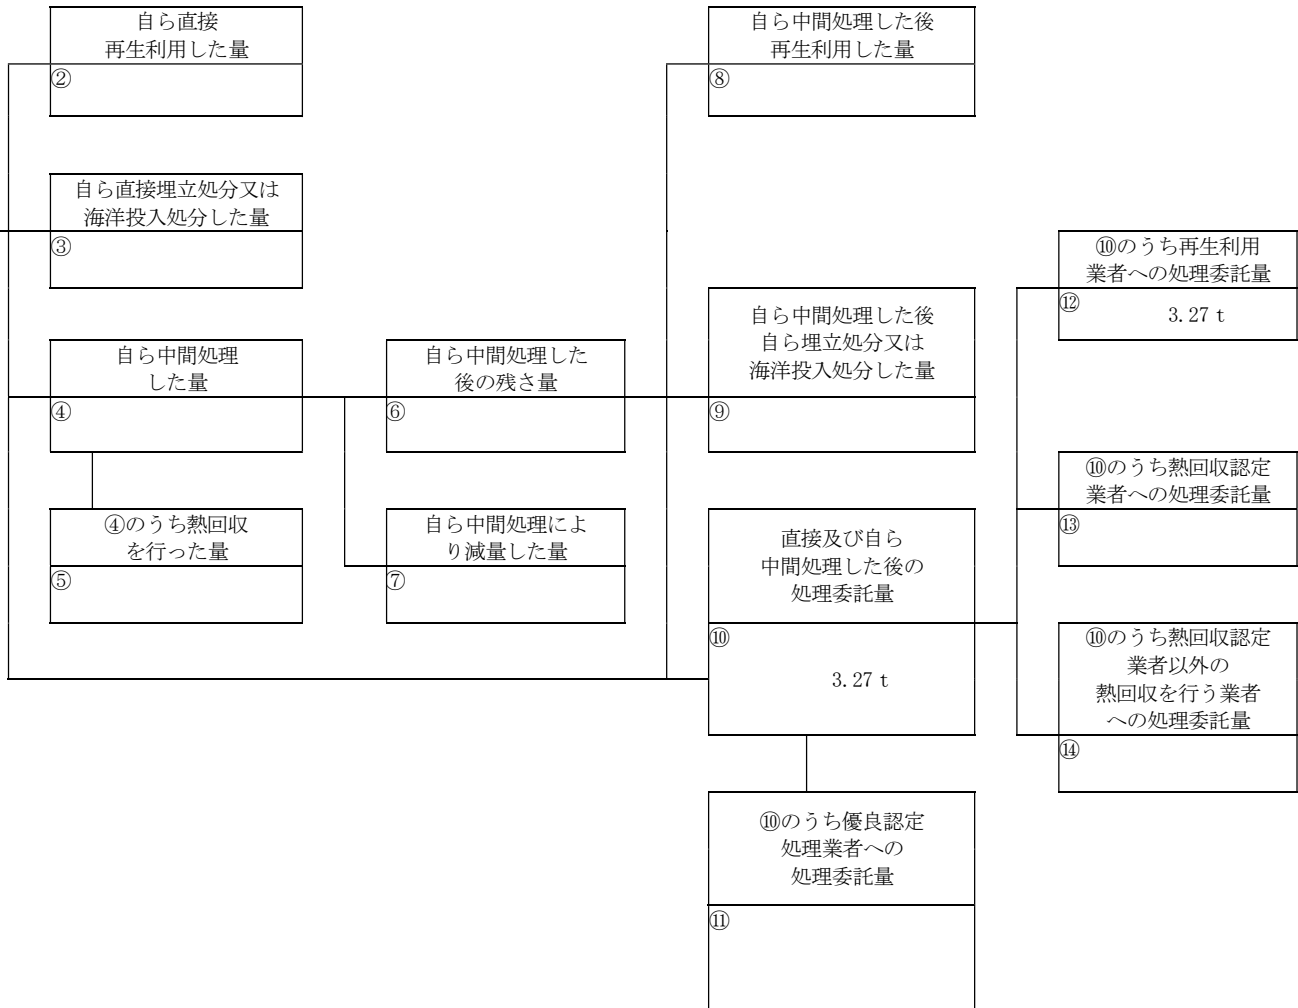 自ら直接
再生利用した量
②
自ら中間処理した後
再生利用した量
⑧
自ら直接埋立処分又は
海洋投入処分した量
③
⑩のうち再生利用
業者への処理委託量
⑫
3.27 t
自ら中間処理した後
自ら埋立処分又は
海洋投入処分した量
⑨
自ら中間処理
した量
④
自ら中間処理した
後の残さ量
⑥
⑩のうち熱回収認定
業者への処理委託量
⑬
④のうち熱回収
を行った量
⑤
自ら中間処理によ
り減量した量
⑦
直接及び自ら
中間処理した後の
処理委託量
⑩
3.27 t
⑩のうち熱回収認定
業者以外の
熱回収を行う業者
への処理委託量
⑭
⑩のうち優良認定
処理業者への
処理委託量
⑪